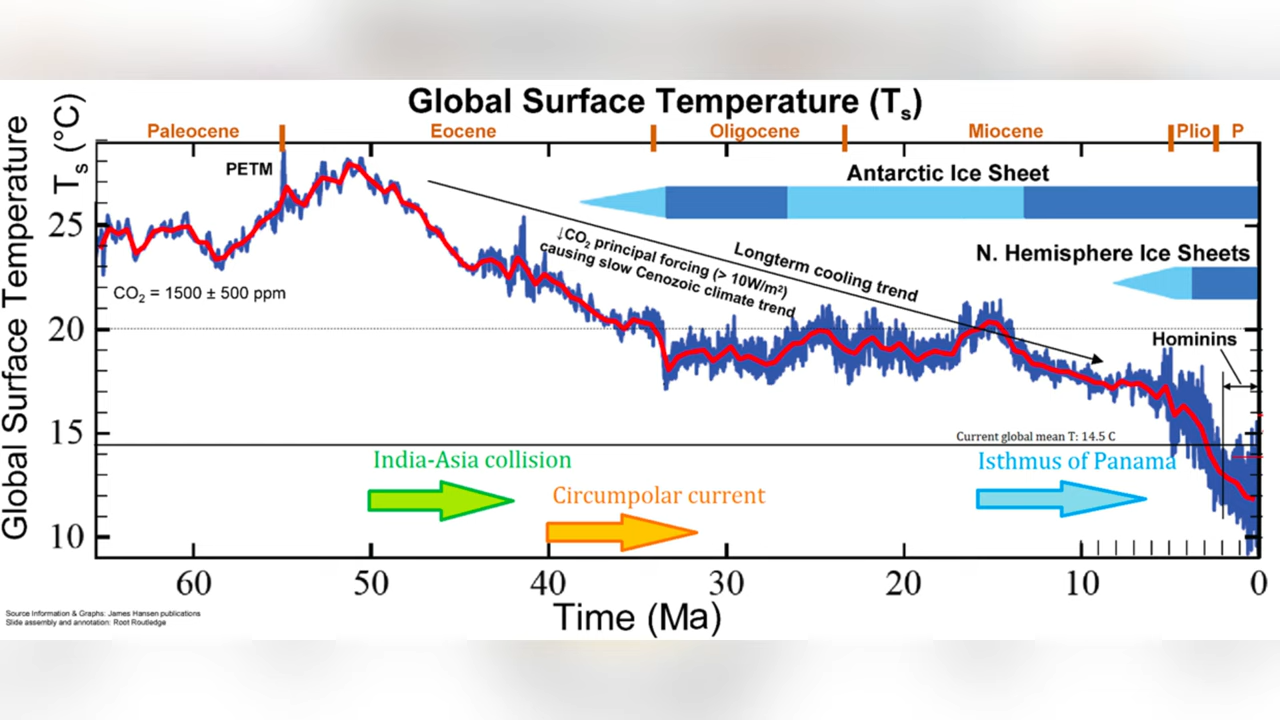 Global Surface Temperature (Ts)
Paleocene
Eocene
Oligocene
Miocene
Plio
P
Global Surface Temperature
Ts (°C)
PETM
Antarctic Ice Sheet
25
↓CO2 principal forcing (> 10W/m²)
causing slow Cenozoic climate trend
Longterm cooling trend
N. Hemisphere Ice Sheets
CO2 = 1500 ± 500 ppm
20
Hominins
15
Current global mean T: 14.5 C
India-Asia collision
Isthmus of Panama
Circumpolar current
10
60
50
40
30
20
10
0
Time (Ma)
Source Information & Graphs: James Hansen publications
Slide assembly and annotation: Root Routledge